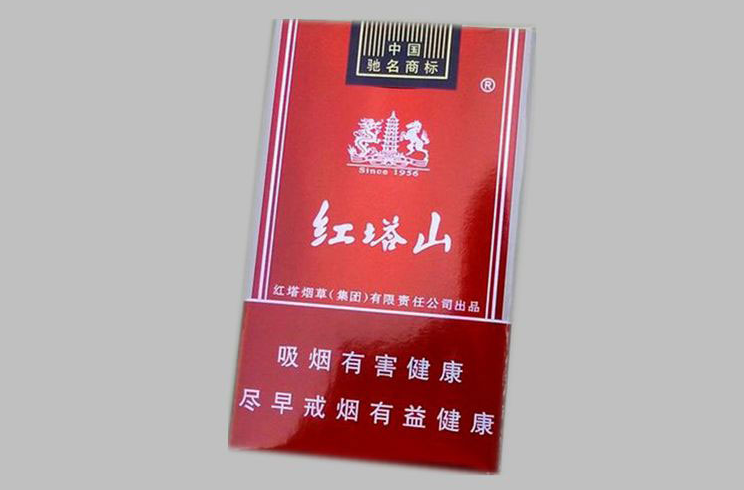 中国
驰名商标
®
Since 1956
红塔山
红塔烟草(集团)有限责任公司出品
吸烟有害健康
尽早戒烟有益健康